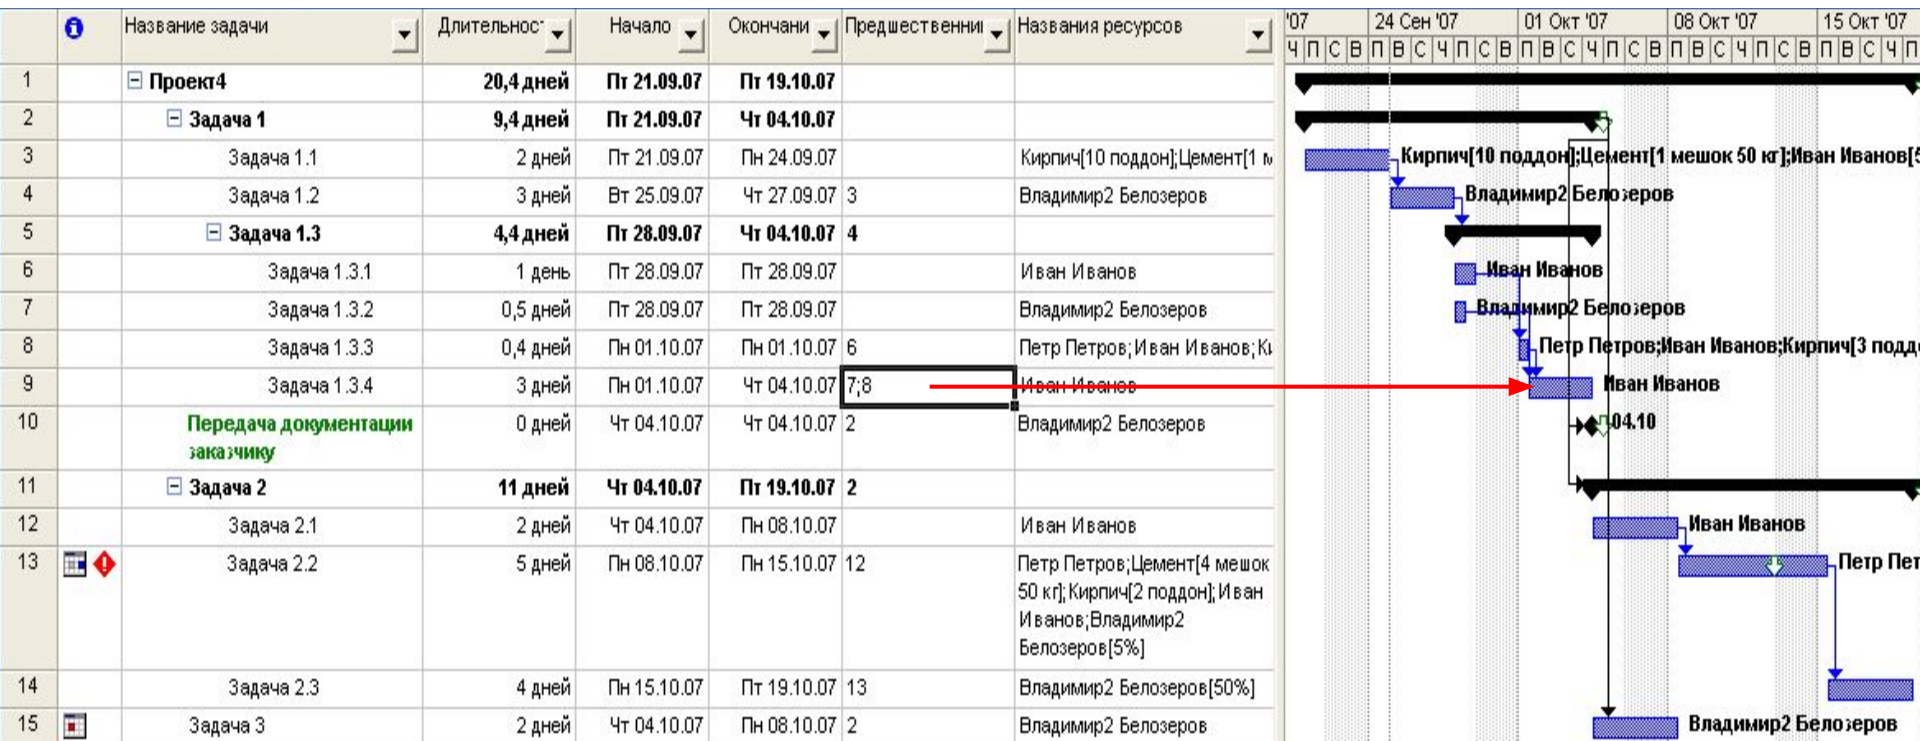 Название задачи Длительнос Начало Окончани Предшественни Названия ресурсов '07 24 Сен '07 01 Окт '07 08 Окт '07 15 Окт '07
Ч П С В П В С Ч П С В П В С Ч П С В П В С Ч П С В П В С Ч П
1 Проект4 20,4 дней Пт 21.09.07 Пт 19.10.07
2 Задача 1 9,4 дней Пт 21.09.07 Чт 04.10.07
3 Задача 1.1 2 дней Пт 21.09.07 Пн 24.09.07 Кирпич[10 поддон];Цемент[1 м Кирпич[10 поддон];Цемент[1 мешок 50 кг];Иван Иванов[5
4 Задача 1.2 3 дней Вт 25.09.07 Чт 27.09.07 3 Владимир2 Белозеров Владимир2 Белозеров
5 Задача 1.3 4,4 дней Пт 28.09.07 Чт 04.10.07 4
6 Задача 1.3.1 1 день Пт 28.09.07 Пт 28.09.07 Иван Иванов Иван Иванов
7 Задача 1.3.2 0,5 дней Пт 28.09.07 Пт 28.09.07 Владимир2 Белозеров Владимир2 Белозеров
8 Задача 1.3.3 0,4 дней Пн 01.10.07 Пн 01.10.07 6 Петр Петров;Иван Иванов;Ки Петр Петров;Иван Иванов;Кирпич[3 подд
9 Задача 1.3.4 3 дней Пн 01.10.07 Чт 04.10.07 7;8 Иван Иванов Иван Иванов
10 Передача документации 0 дней Чт 04.10.07 Чт 04.10.07 2 Владимир2 Белозеров 04.10
заказчику
11 Задача 2 11 дней Чт 04.10.07 Пт 19.10.07 2
12 Задача 2.1 2 дней Чт 04.10.07 Пн 08.10.07 Иван Иванов Иван Иванов
13 Задача 2.2 5 дней Пн 08.10.07 Пн 15.10.07 12 Петр Петров;Цемент[4 мешок Петр Пет
50 кг];Кирпич[2 поддон];Иван
Иванов;Владимир2
Белозеров[5%]
14 Задача 2.3 4 дней Пн 15.10.07 Пт 19.10.07 13 Владимир2 Белозеров[50%]
15 Задача 3 2 дней Чт 04.10.07 Пн 08.10.07 2 Владимир2 Белозеров Владимир2 Белозеров